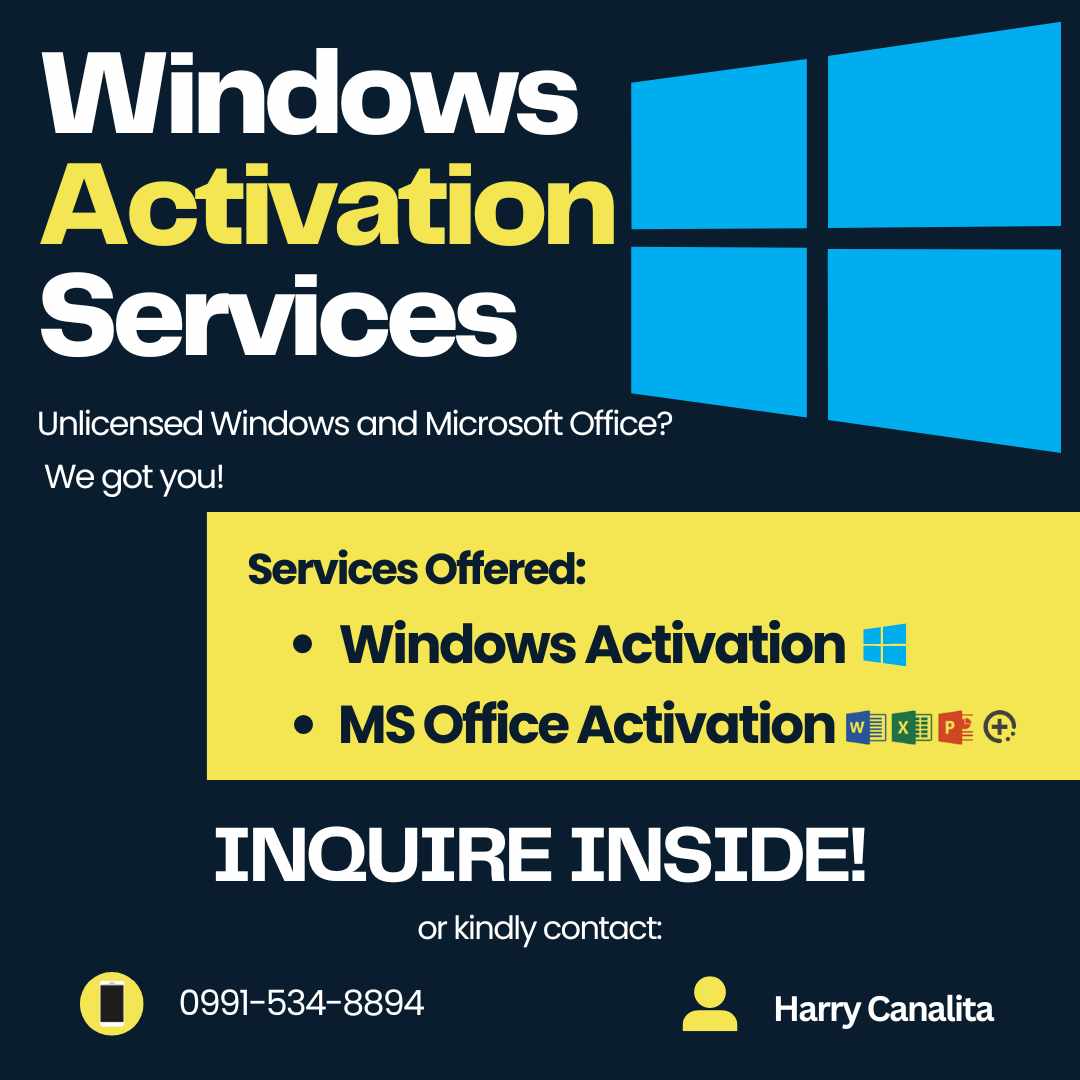 Windows
Activation
Services
Unlicensed Windows and Microsoft Office?
We got you!
Services Offered:
• Windows Activation
• MS Office Activation W X P
INQUIRE INSIDE!
or kindly contact:
0991-534-8894
Harry Canalita